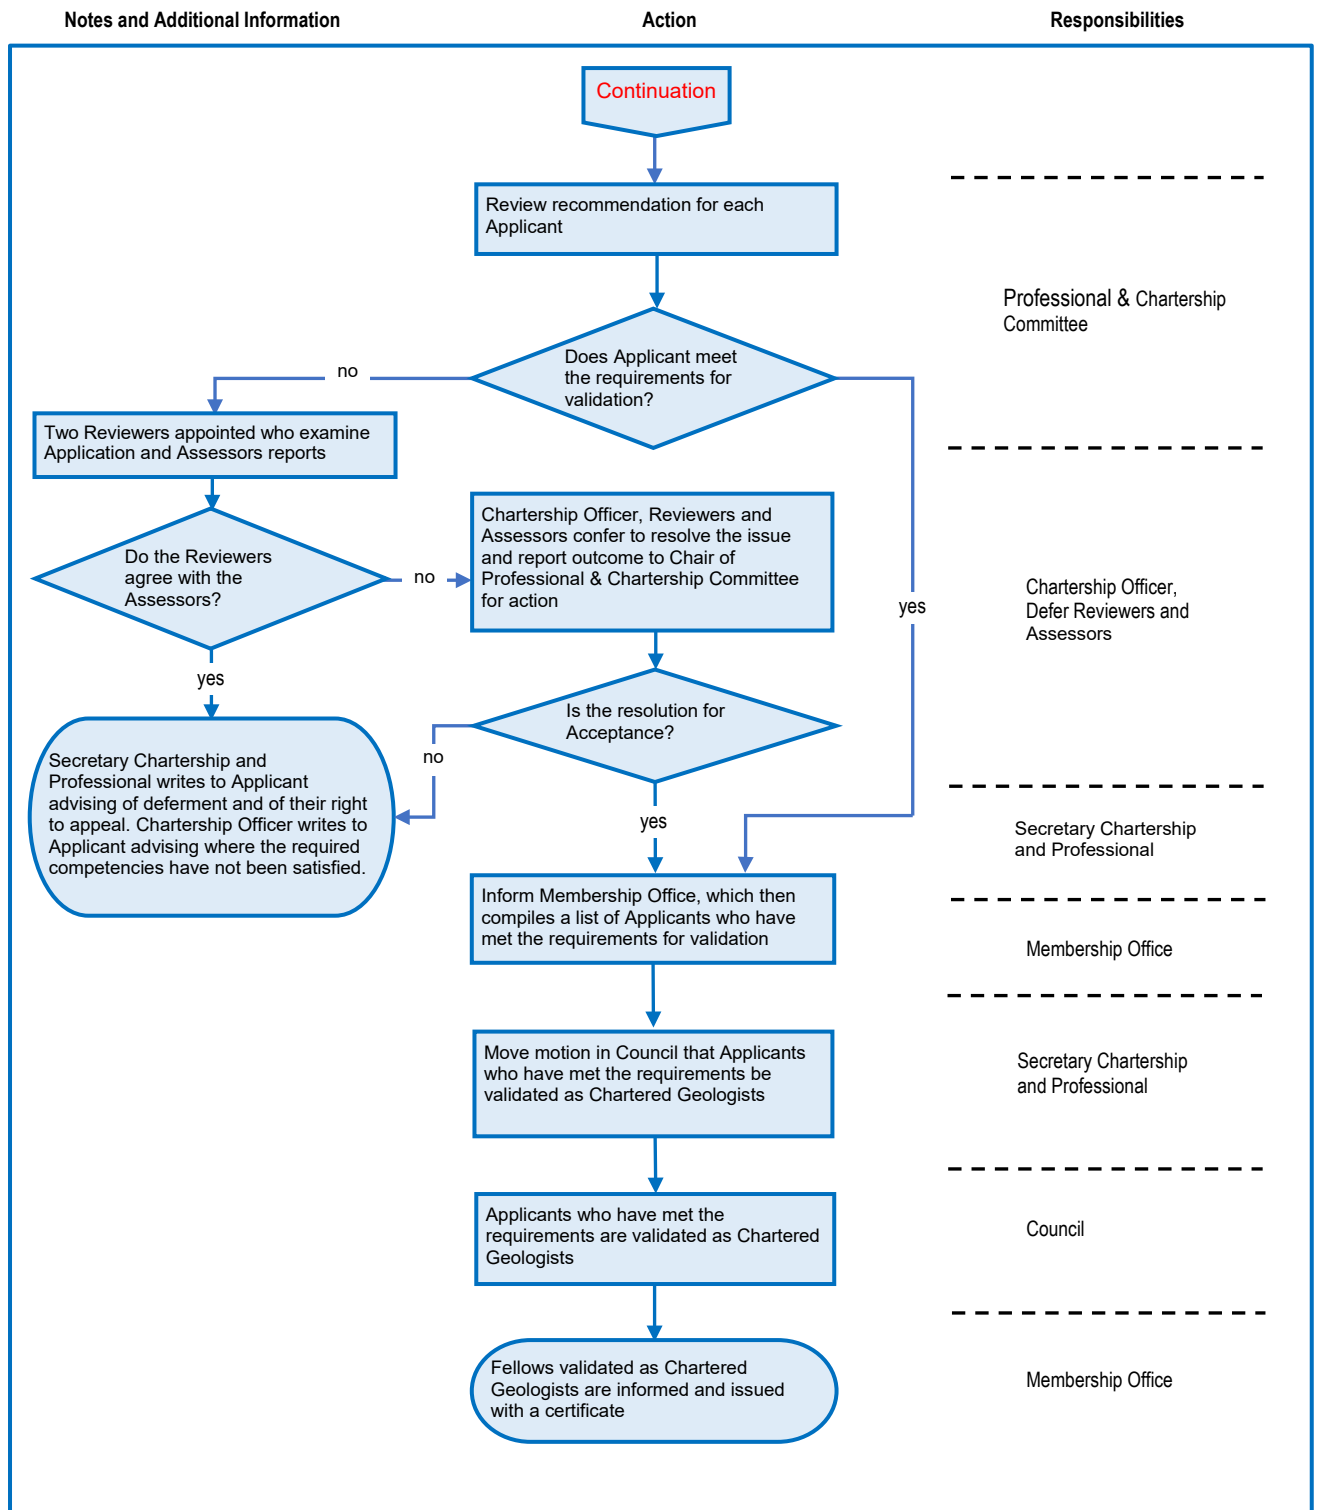 Notes and Additional Information
Action
Responsibilities
Continuation
Review recommendation for each
Applicant
Professional & Chartership
Committee
Does Applicant meet
the requirements for
validation?
no
yes
Two Reviewers appointed who examine
Application and Assessors reports
Do the Reviewers
agree with the
Assessors?
no
yes
Chartership Officer, Reviewers and
Assessors confer to resolve the issue
and report outcome to Chair of
Professional & Chartership Committee
for action
Chartership Officer,
Defer Reviewers and
Assessors
Is the resolution for
Acceptance?
no
yes
Secretary Chartership and
Professional writes to Applicant
advising of deferment and of their right
to appeal. Chartership Officer writes to
Applicant advising where the required
competencies have not been satisfied.
Secretary Chartership
and Professional
Inform Membership Office, which then
compiles a list of Applicants who have
met the requirements for validation
Membership Office
Move motion in Council that Applicants
who have met the requirements be
validated as Chartered Geologists
Secretary Chartership
and Professional
Applicants who have met the
requirements are validated as Chartered
Geologists
Council
Fellows validated as Chartered
Geologists are informed and issued
with a certificate
Membership Office